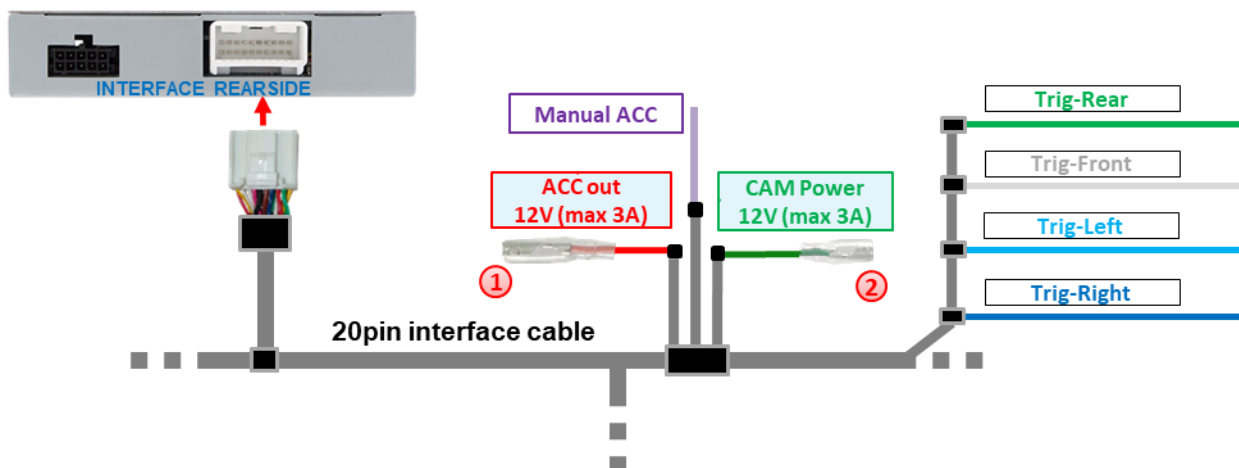 INTERFACE REARSIDE
Manual ACC
ACC out
12V (max 3A)
CAM Power
12V (max 3A)
1
2
Trig-Rear
Trig-Front
Trig-Left
Trig-Right
20pin interface cable